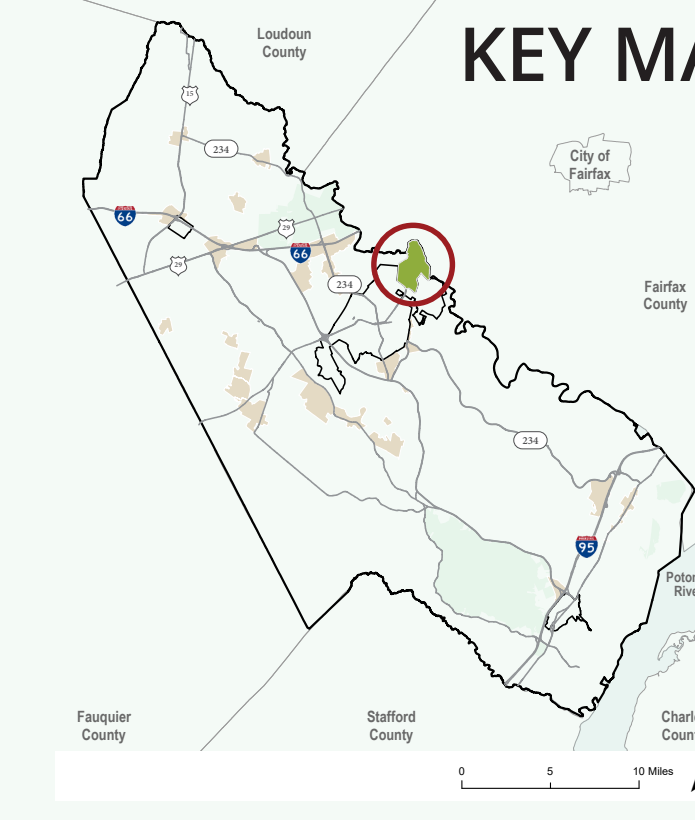 KEY MA
Loudoun
County
15
234
City of
Fairfax
66
29
66
29
234
Fairfax
County
234
95
Poto
Rive
Fauquier
County
Stafford
County
Charl
Coun
0 5 10 Miles